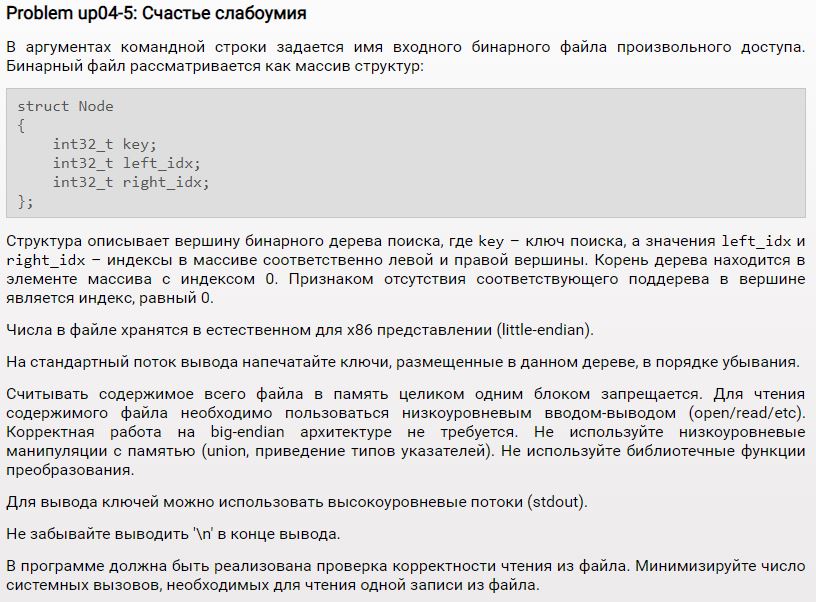 Problem up04-5: Счастье слабоумия
В аргументах командной строки задается имя входного бинарного файла произвольного доступа.
Бинарный файл рассматривается как массив структур:
struct Node
{
    int32_t key;
    int32_t left_idx;
    int32_t right_idx;
};
Структура описывает вершину бинарного дерева поиска, где key – ключ поиска, а значения left_idx и
right_idx – индексы в массиве соответственно левой и правой вершины. Корень дерева находится в
элементе массива с индексом 0. Признаком отсутствия соответствующего поддерева в вершине
является индекс, равный 0.
Числа в файле хранятся в естественном для x86 представлении (little-endian).
На стандартный поток вывода напечатайте ключи, размещенные в данном дереве, в порядке убывания.
Считывать содержимое всего файла в память целиком одним блоком запрещается. Для чтения
содержимого файла необходимо пользоваться низкоуровневым вводом-выводом (open/read/etc).
Корректная работа на big-endian архитектуре не требуется. Не используйте низкоуровневые
манипуляции с памятью (union, приведение типов указателей). Не используйте библиотечные функции
преобразования.
Для вывода ключей можно использовать высокоуровневые потоки (stdout).
Не забывайте выводить '\n' в конце вывода.
В программе должна быть реализована проверка корректности чтения из файла. Минимизируйте число
системных вызовов, необходимых для чтения одной записи из файла.